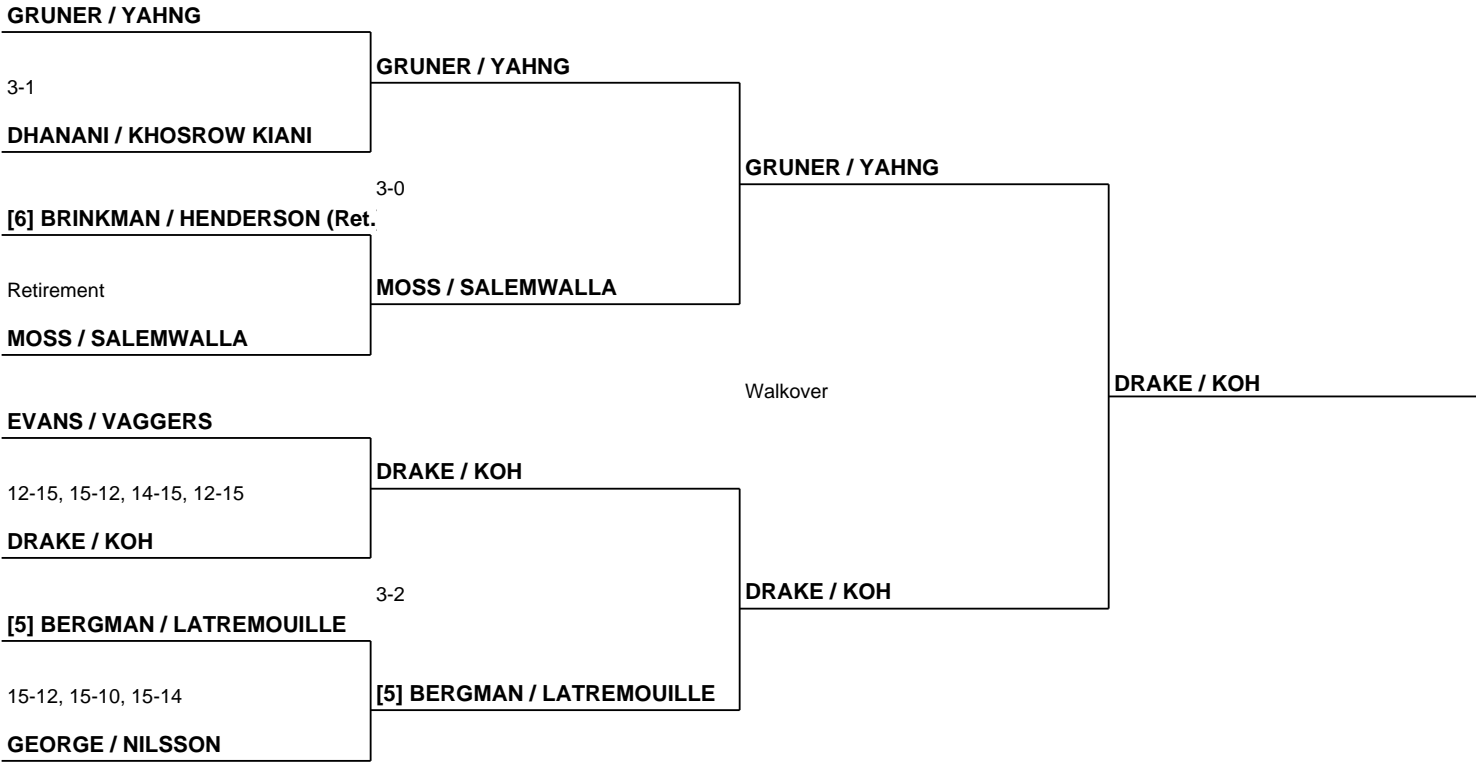 GRUNER / YAHNG
3-1
DHANANI / KHOSROW KIANI
[6] BRINKMAN / HENDERSON (Ret.
Retirement
MOSS / SALEMWALLA
EVANS / VAGGERS
12-15, 15-12, 14-15, 12-15
DRAKE / KOH
[5] BERGMAN / LATREMOUILLE
15-12, 15-10, 15-14
GEORGE / NILSSON
GRUNER / YAHNG
3-0
MOSS / SALEMWALLA
DRAKE / KOH
3-2
[5] BERGMAN / LATREMOUILLE
GRUNER / YAHNG
Walkover
DRAKE / KOH
DRAKE / KOH